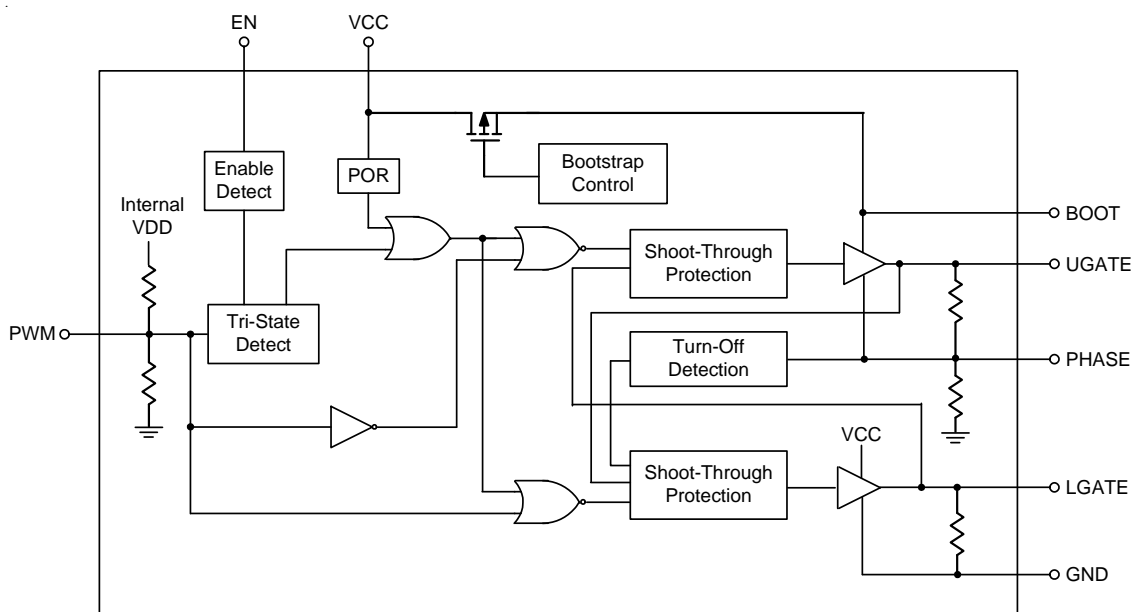 EN
VCC
Enable
Detect
POR
Bootstrap
Control
Internal
VDD
BOOT
Shoot-Through
Protection
UGATE
PWM
Tri-State
Detect
Turn-Off
Detection
PHASE
VCC
Shoot-Through
Protection
LGATE
GND